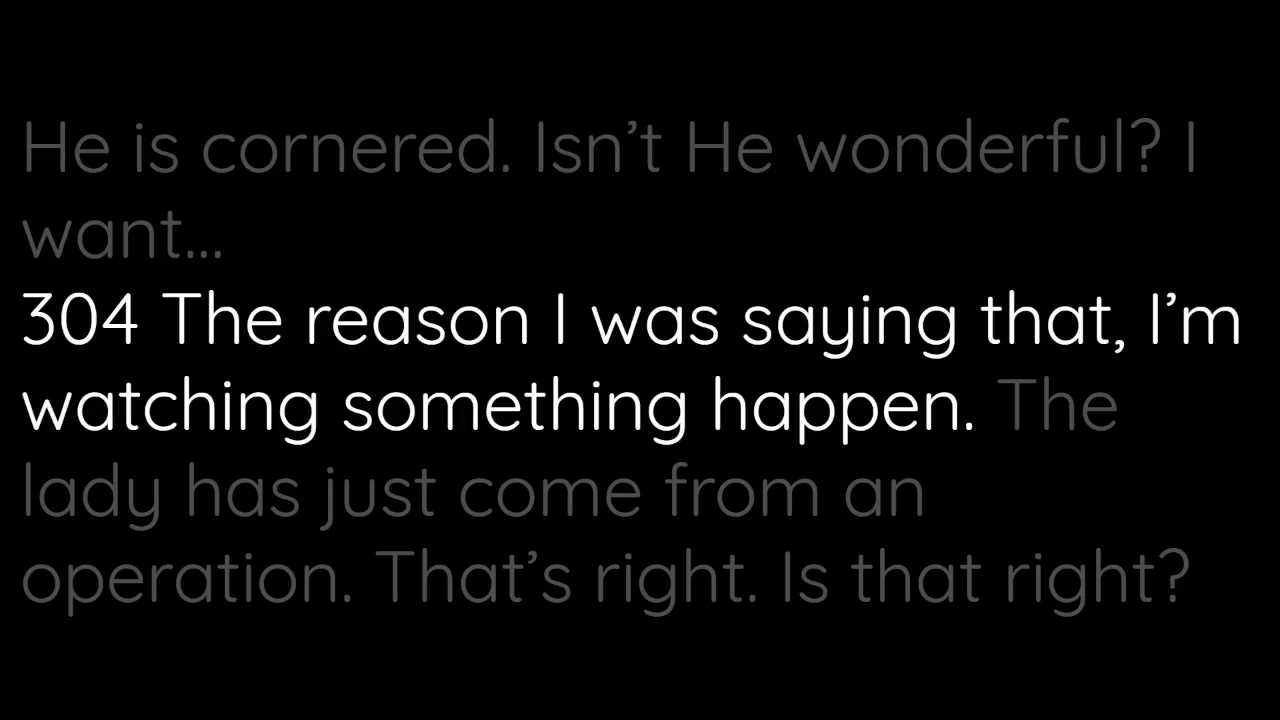 He is cornered. Isn’t He wonderful? I
want...
304 The reason I was saying that, I’m
watching something happen. The
lady has just come from an
operation. That’s right. Is that right?